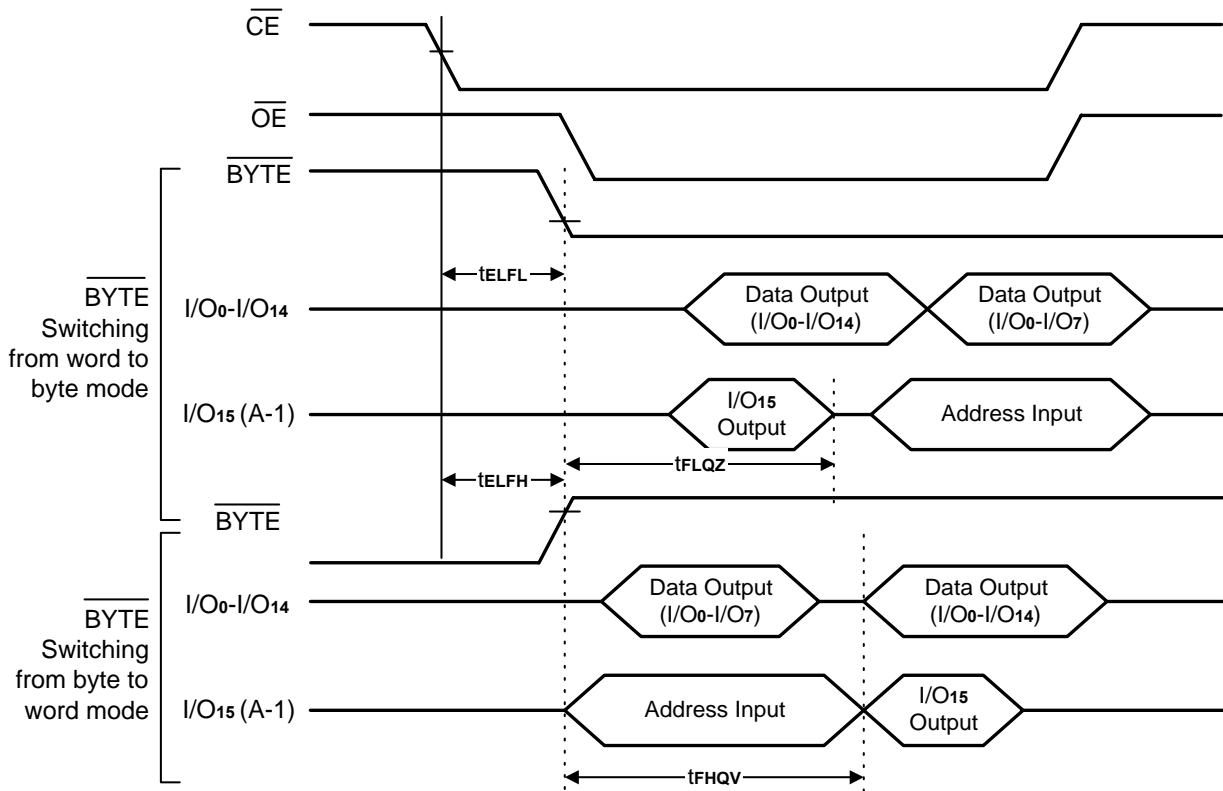 CE
OE
BYTE
tELFL
BYTE
Switching
from word to
byte mode
I/O0-I/O14
Data Output
(I/O0-I/O14)
Data Output
(I/O0-I/O7)
I/O15 (A-1)
I/O15
Output
Address Input
tELFH
tFLQZ
BYTE
BYTE
Switching
from byte to
word mode
I/O0-I/O14
Data Output
(I/O0-I/O7)
Data Output
(I/O0-I/O14)
I/O15 (A-1)
Address Input
I/O15
Output
tFHQV